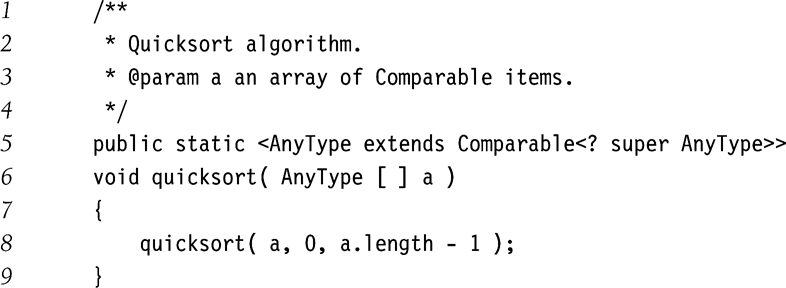 1 /**
2  * Quicksort algorithm.
3  * @param a an array of Comparable items.
4  */
5 public static <AnyType extends Comparable<? super AnyType>>
6 void quicksort( AnyType [ ] a )
7 {
8     quicksort( a, 0, a.length - 1 );
9 }